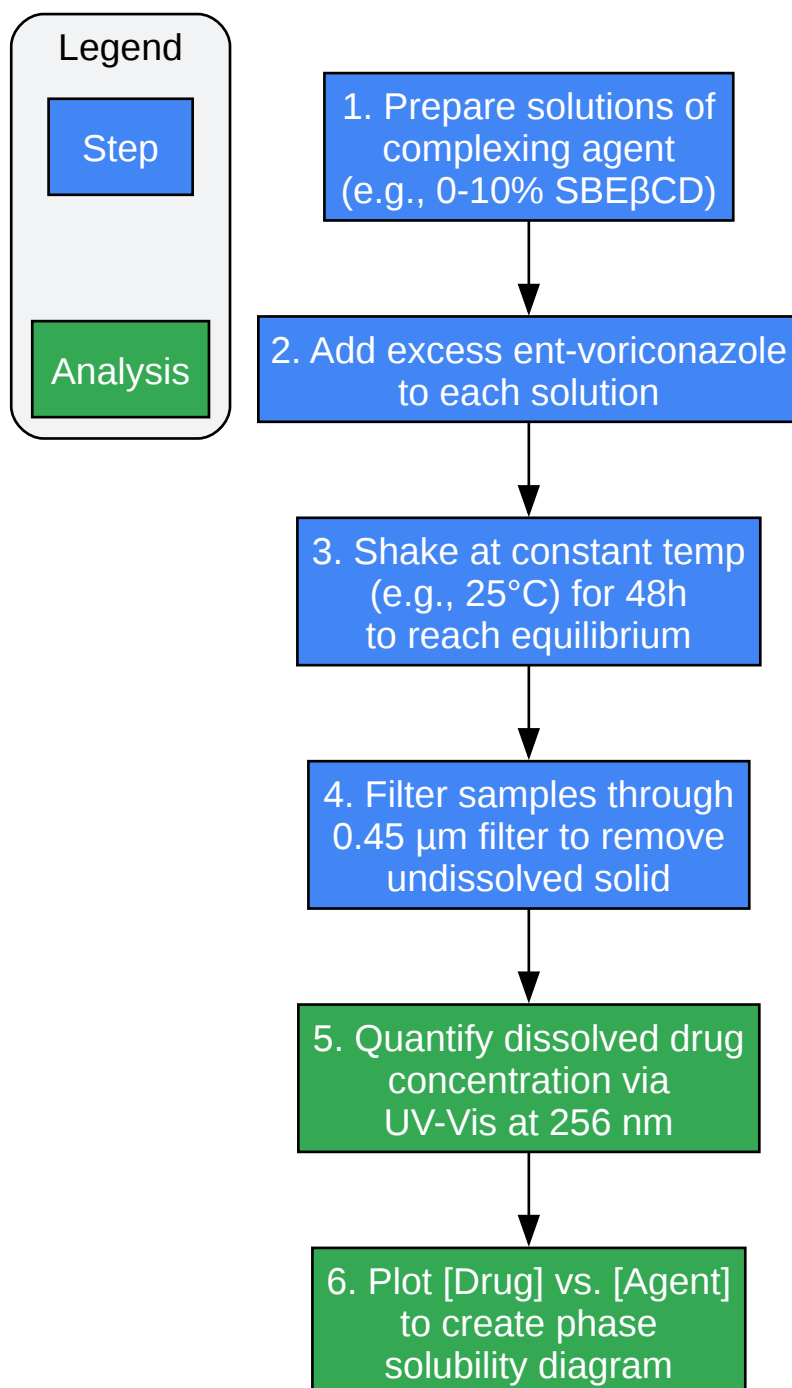 Legend
Step
Analysis
1. Prepare solutions of
complexing agent
(e.g., 0-10% SBEβCD)
2. Add excess ent-voriconazole
to each solution
3. Shake at constant temp
(e.g., 25°C) for 48h
to reach equilibrium
4. Filter samples through
0.45 µm filter to remove
undissolved solid
5. Quantify dissolved drug
concentration via
UV-Vis at 256 nm
6. Plot [Drug] vs. [Agent]
to create phase
solubility diagram